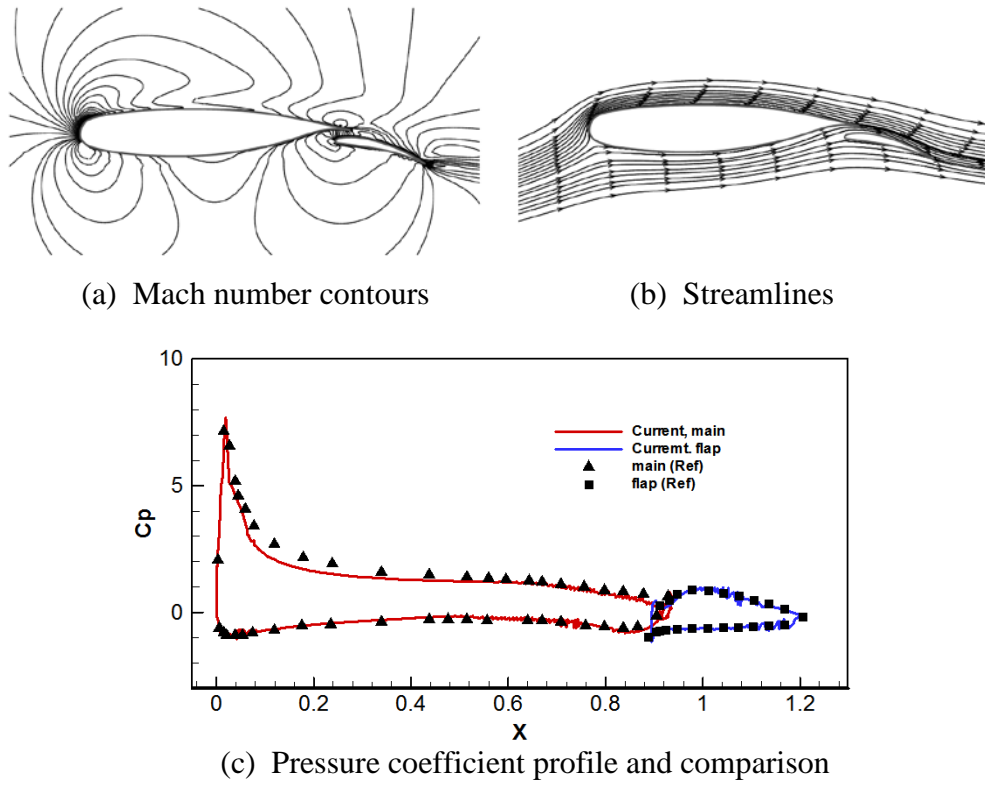 (a) Mach number contours
(b) Streamlines
10
5
0
Cp
Current, main
Curremt. flap
main (Ref)
flap (Ref)
0 0.2 0.4 0.6 0.8 1 1.2
X
(c) Pressure coefficient profile and comparison